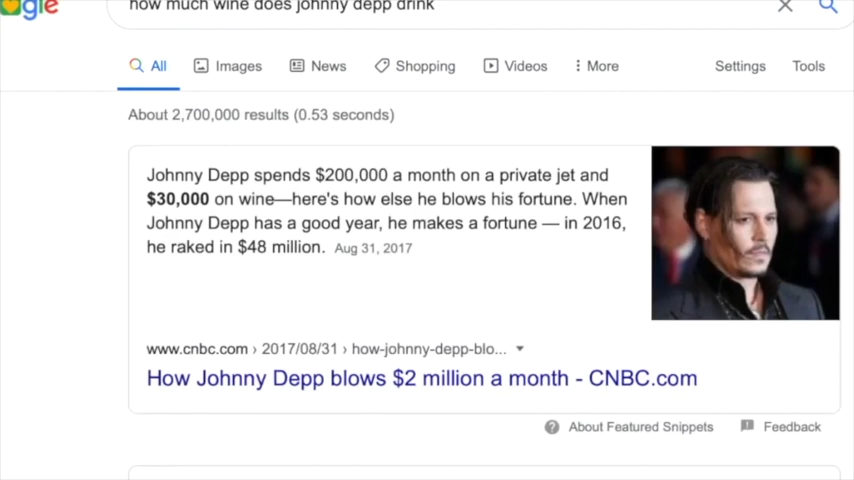 gle
how much wine does johnny depp drink
All Images News Shopping Videos More Settings Tools
About 2,700,000 results (0.53 seconds)
Johnny Depp spends $200,000 a month on a private jet and
$30,000 on wine—here's how else he blows his fortune. When
Johnny Depp has a good year, he makes a fortune — in 2016,
he raked in $48 million. Aug 31, 2017
www.cnbc.com › 2017/08/31 › how-johnny-depp-blo...
How Johnny Depp blows $2 million a month - CNBC.com
About Featured Snippets Feedback